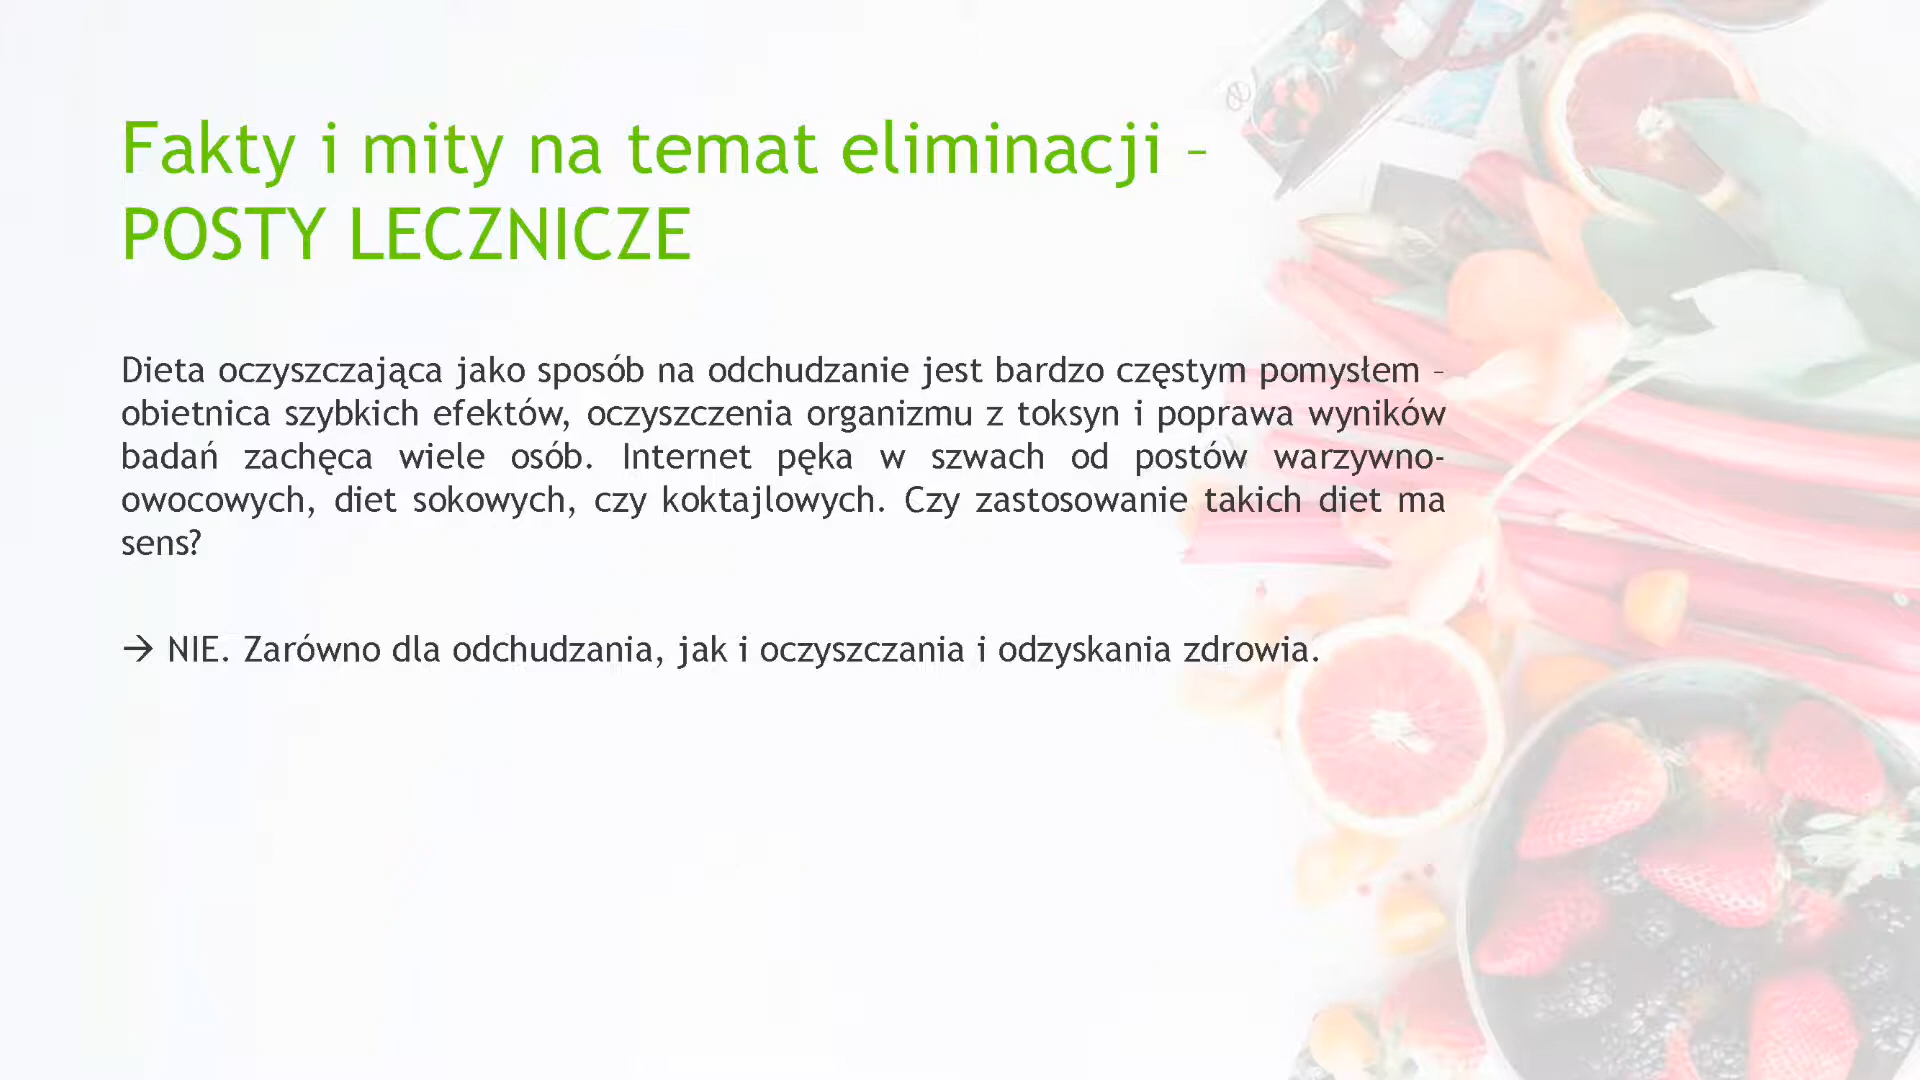 Fakty i mity na temat eliminacji –
POSTY LECZNICZE
Dieta oczyszczająca jako sposób na odchudzanie jest bardzo częstym pomysłem –
obietnica szybkich efektów, oczyszczenia organizmu z toksyn i poprawa wyników
badań zachęca wiele osób. Internet pęka w szwach od postów warzywno-
owocowych, diet sokowych, czy koktajlowych. Czy zastosowanie takich diet ma
sens?
→ NIE. Zarówno dla odchudzania, jak i oczyszczania i odzyskania zdrowia.